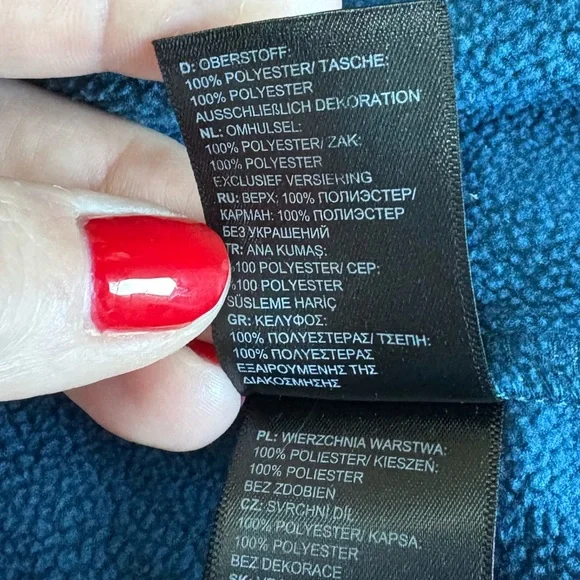 D: OBERSTOFF:
100% POLYESTER/ TASCHE:
100% POLYESTER
AUSSCHLIEßLICH DEKORATION
NL: OMHULSEL:
100% POLYESTER/ ZAK:
100% POLYESTER
EXCLUSIEF VERSIERING
RU: ВЕРХ: 100% ПОЛИЭСТЕР/
КАРМАН: 100% ПОЛИЭСТЕР
БЕЗ УКРАШЕНИЙ
TR: ANA KUMAŞ:
%100 POLYESTER/ CEP:
%100 POLYESTER
SÜSLEME HARİÇ
GR: ΚΕΛΥΦΟΣ:
100% ΠΟΛΥΕΣΤΕΡΑΣ/ ΤΣΕΠΗ:
100% ΠΟΛΥΕΣΤΕΡΑΣ
ΕΞΑΙΡΟΥΜΕΝΗΣ ΤΗΣ
ΔΙΑΚΟΣΜΗΣΗΣ
PL: WIERZCHNIA WARSTWA:
100% POLIESTER/ KIESZEŃ:
100% POLIESTER
BEZ ZDOBIEŃ
CZ: SVRCHNÍ DÍL
100% POLYESTER/ KAPSA:
100% POLYESTER
BEZ DEKORACE